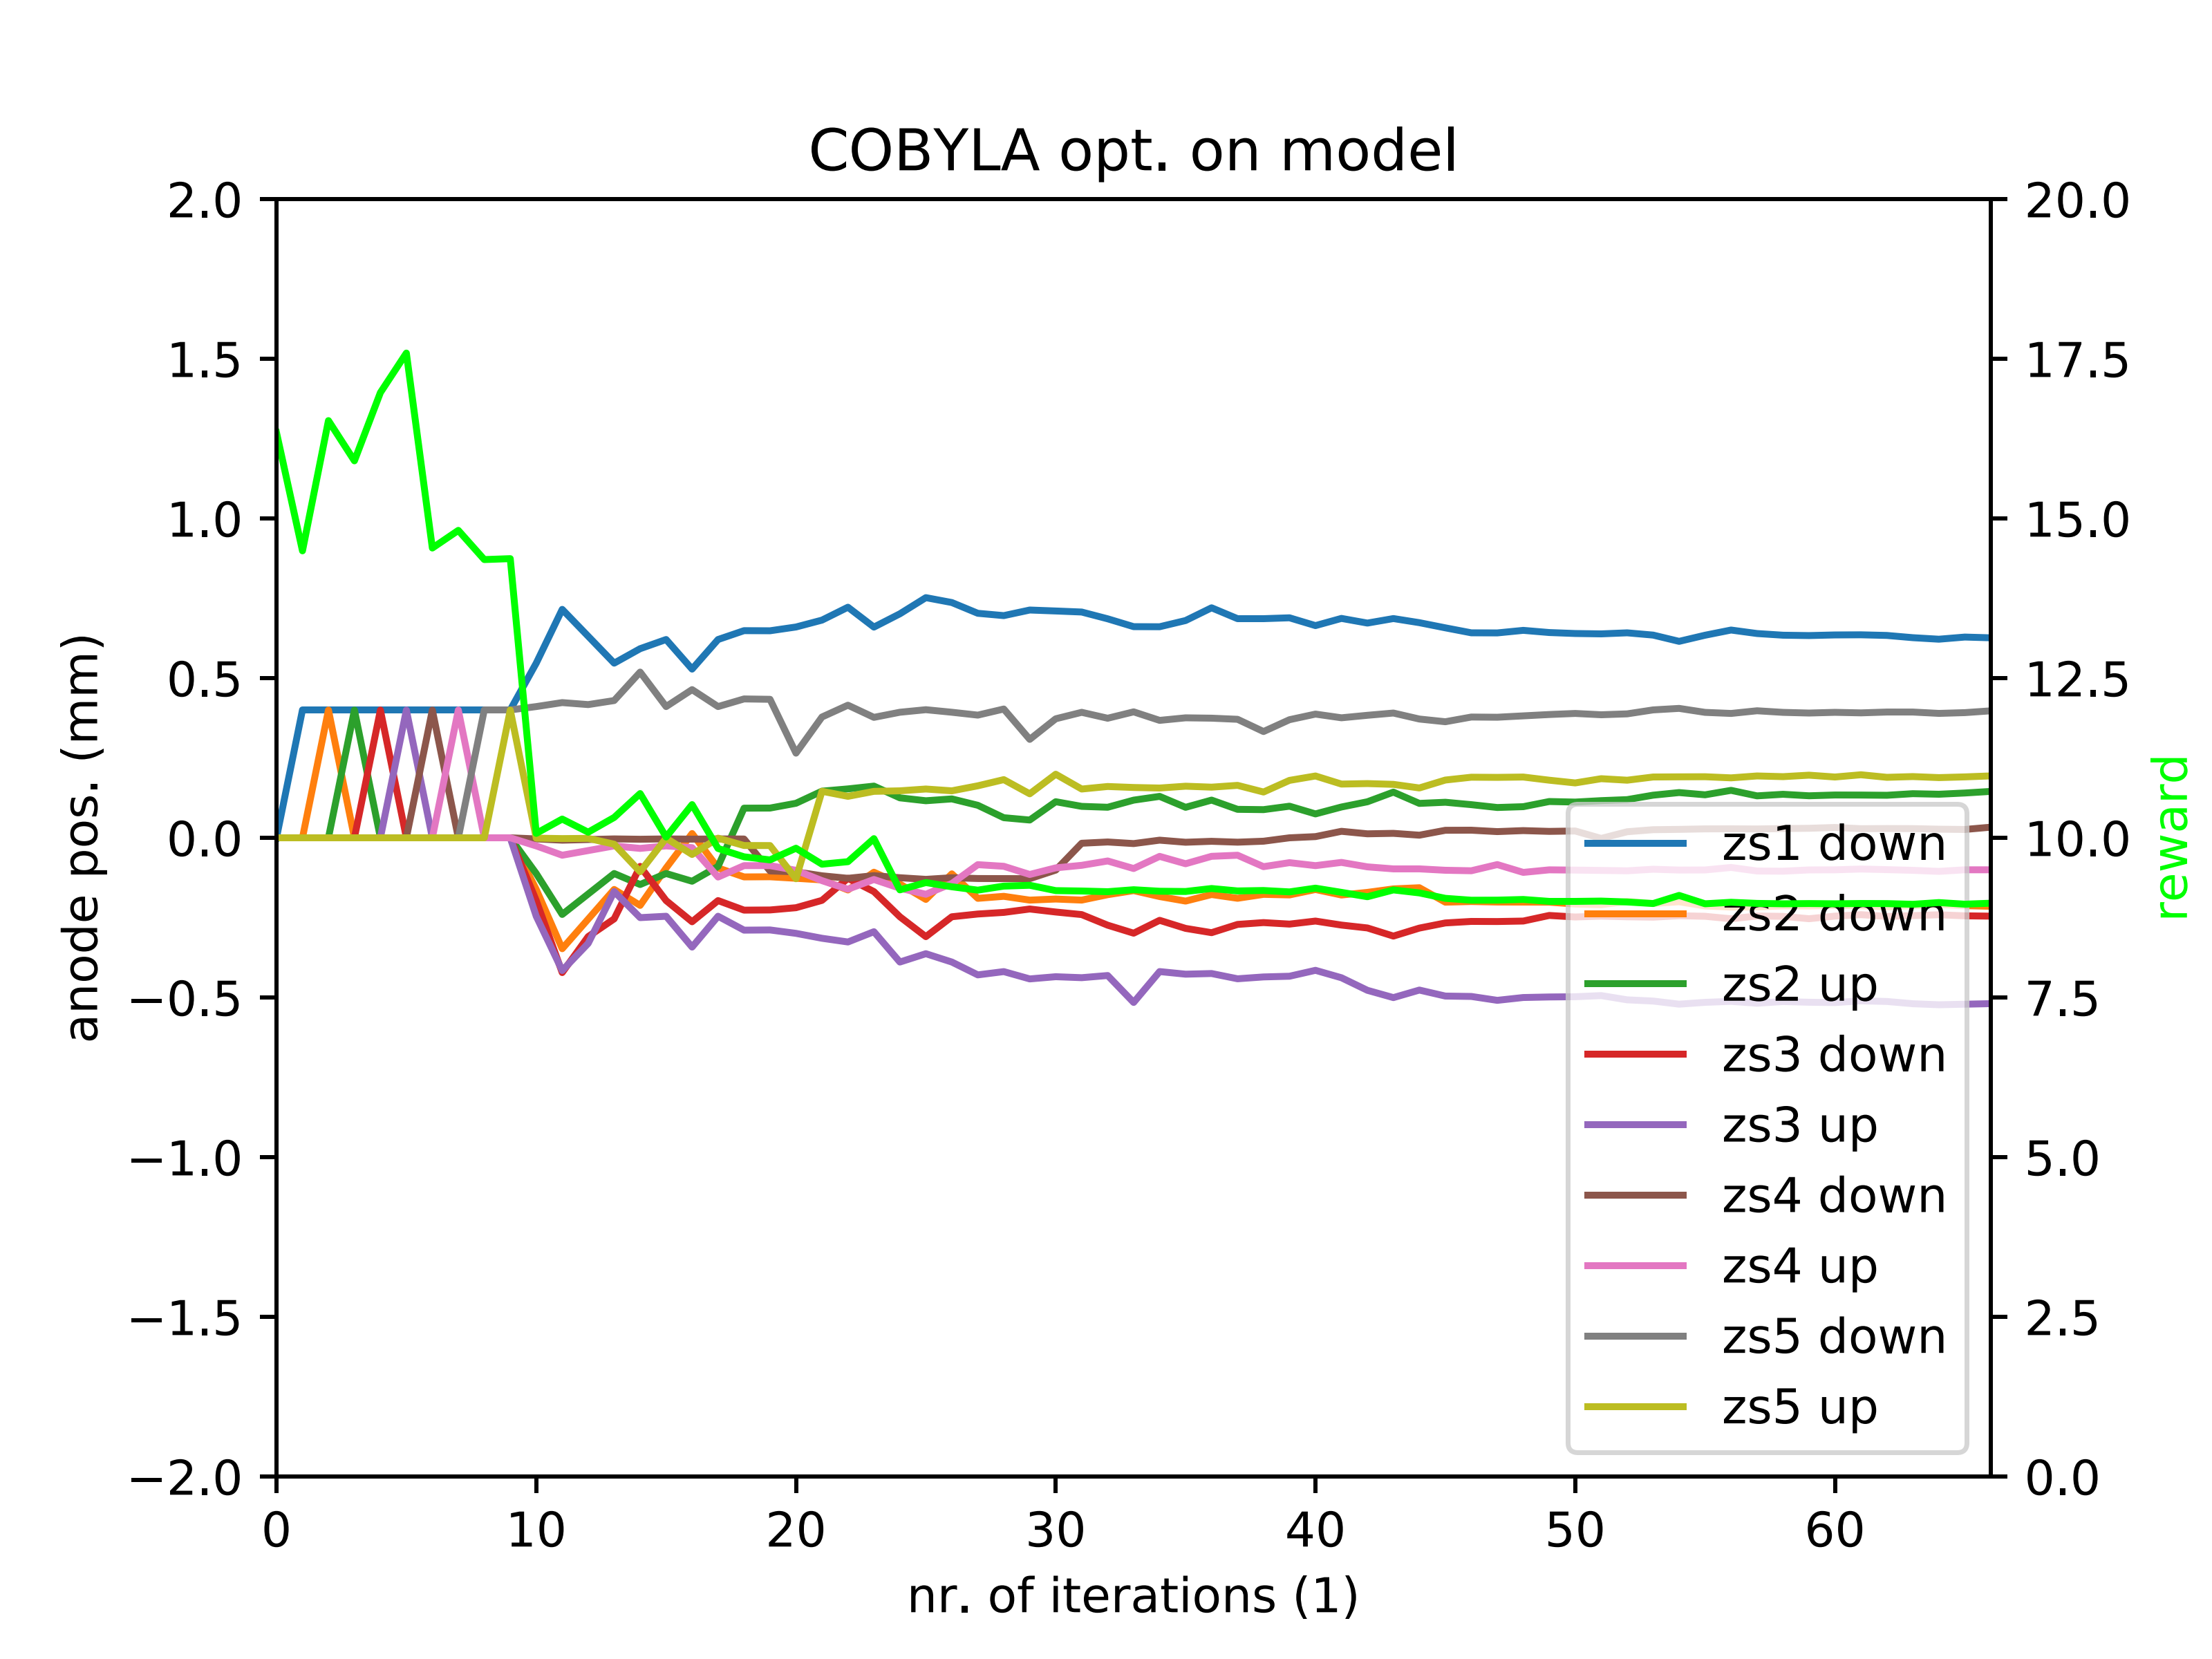 COBYLA opt. on model
2.0
1.5
1.0
0.5
0.0
−0.5
−1.0
−1.5
−2.0
anode pos. (mm)
20.0
17.5
15.0
12.5
10.0
7.5
5.0
2.5
0.0
reward
zs1 down
zs2 down
zs2 up
zs3 down
zs3 up
zs4 down
zs4 up
zs5 down
zs5 up
0 10 20 30 40 50 60
nr. of iterations (1)